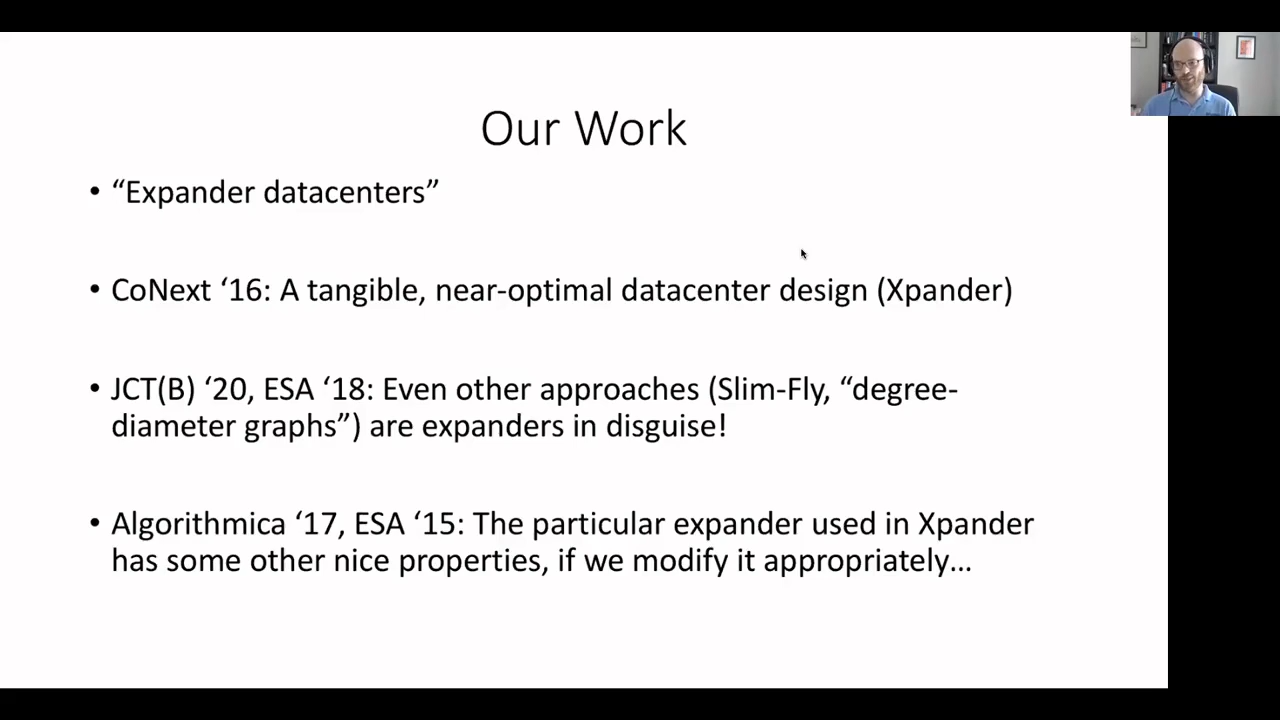 Our Work
• “Expander datacenters”
• CoNext ‘16: A tangible, near-optimal datacenter design (Xpander)
• JCT(B) ‘20, ESA ‘18: Even other approaches (Slim-Fly, “degree-
diameter graphs”) are expanders in disguise!
• Algorithmica ‘17, ESA ‘15: The particular expander used in Xpander
has some other nice properties, if we modify it appropriately…